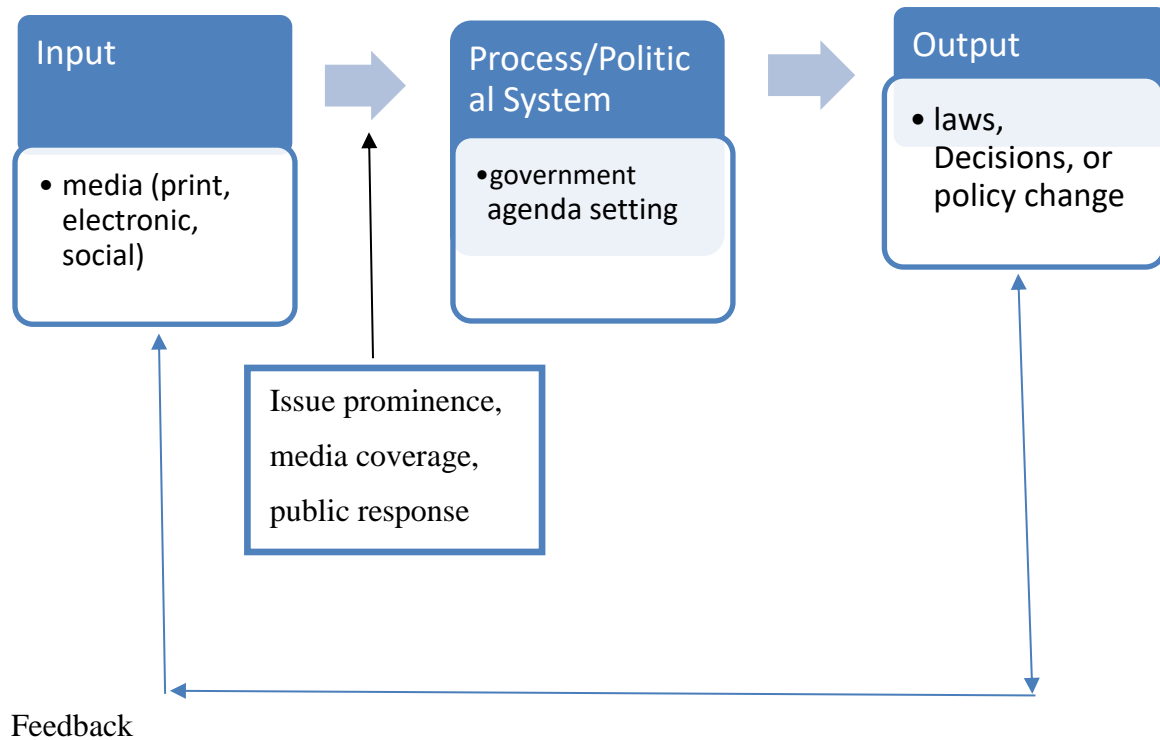 Input
• media (print,
electronic,
social)
Process/Politic
al System
•government
agenda setting
Output
• laws,
Decisions, or
policy change
Issue prominence,
media coverage,
public response
Feedback